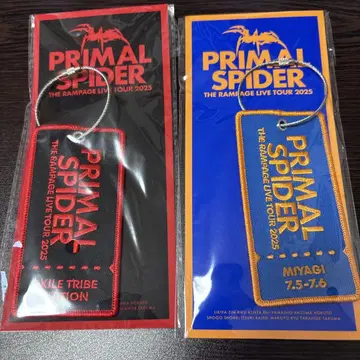 PRIMAL
SPIDER
THE RAMPAGE LIVE TOUR 2025
PRIMAL
SPIDER
THE RAMPAGE LIVE TOUR 2025
PRIMAL
SPIDER
THE RAMPAGE
LIVE TOUR
2025
PRIMAL
SPIDER
THE RAMPAGE
LIVE TOUR
2025
TRIBE
MIYAGI
7.5-7.6